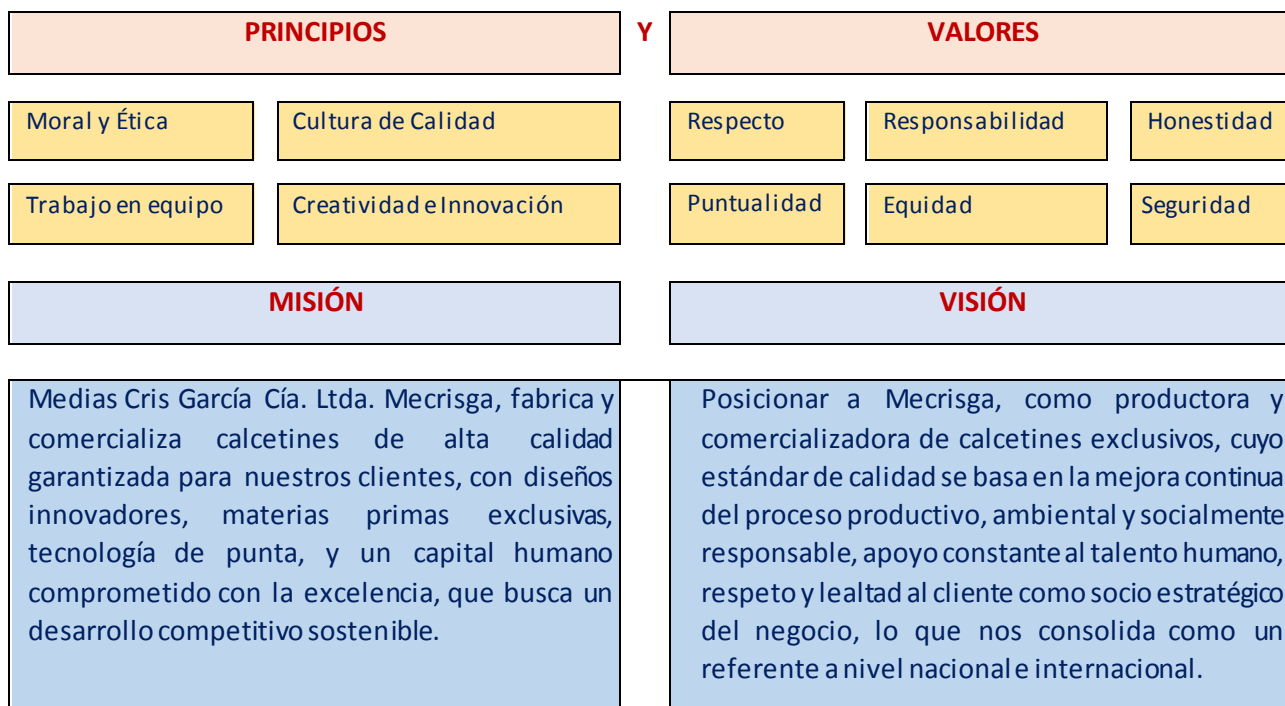 PRINCIPIOS Y VALORES
Moral y Ética
Cultura de Calidad
Respecto
Responsabilidad
Honestidad
Trabajo en equipo
Creatividad e Innovación
Puntualidad
Equidad
Seguridad
MISIÓN
Medias Cris García Cía. Ltda. Mecrisga, fabrica y
comercializa calcetines de alta calidad
garantizada para nuestros clientes, con diseños
innovadores, materias primas exclusivas,
tecnología de punta, y un capital humano
comprometido con la excelencia, que busca un
desarrollo competitivo sostenible.
VISIÓN
Posicionar a Mecrisga, como productora y
comercializadora de calcetines exclusivos, cuyo
estándar de calidad se basa en la mejora continua
del proceso productivo, ambiental y socialmente
responsable, apoyo constante al talento humano,
respeto y lealtad al cliente como socio estratégico
del negocio, lo que nos consolida como un
referente a nivel nacional e internacional.